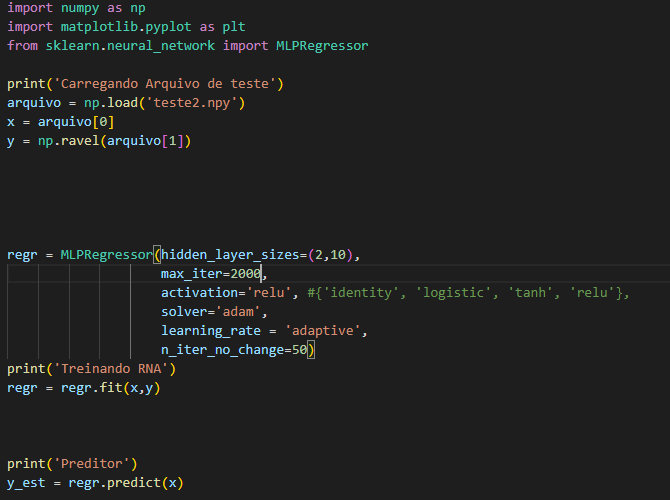 import numpy as np
import matplotlib.pyplot as plt
from sklearn.neural_network import MLPRegressor
print('Carregando Arquivo de teste')
arquivo = np.load('teste2.npy')
x = arquivo[0]
y = np.ravel(arquivo[1])
regr = MLPRegressor(hidden_layer_sizes=(2,10),
max_iter=2000,
activation='relu', #{'identity', 'logistic', 'tanh', 'relu'},
solver='adam',
learning_rate = 'adaptive',
n_iter_no_change=50)
print('Treinando RNA')
regr = regr.fit(x,y)
print('Preditor')
y_est = regr.predict(x)